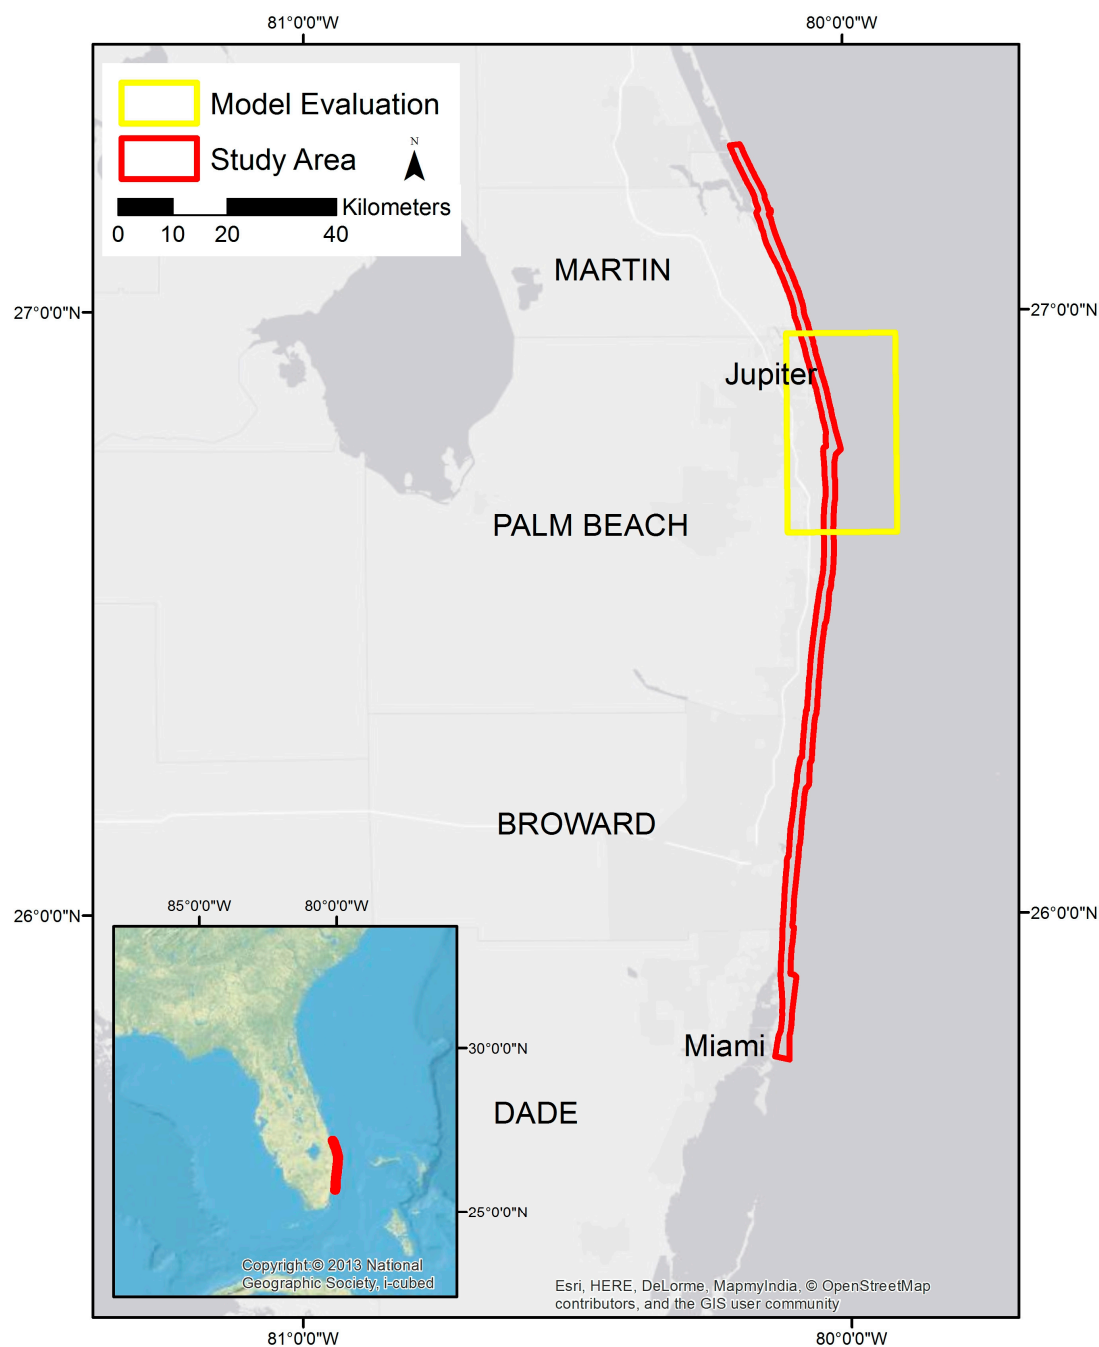 81°0'0"W
80°0'0"W
Model Evaluation
Study Area
N
Kilometers
0 10 20 40
MARTIN
27°0'0"N
27°0'0"N
Jupiter
PALM BEACH
BROWARD
85°0'0"W
80°0'0"W
26°0'0"N
26°0'0"N
Miami
30°0'0"N
DADE
25°0'0"N
Copyright:© 2013 National
Geographic Society, i-cubed
Esri, HERE, DeLorme, MapmyIndia, © OpenStreetMap
contributors, and the GIS user community
81°0'0"W
80°0'0"W